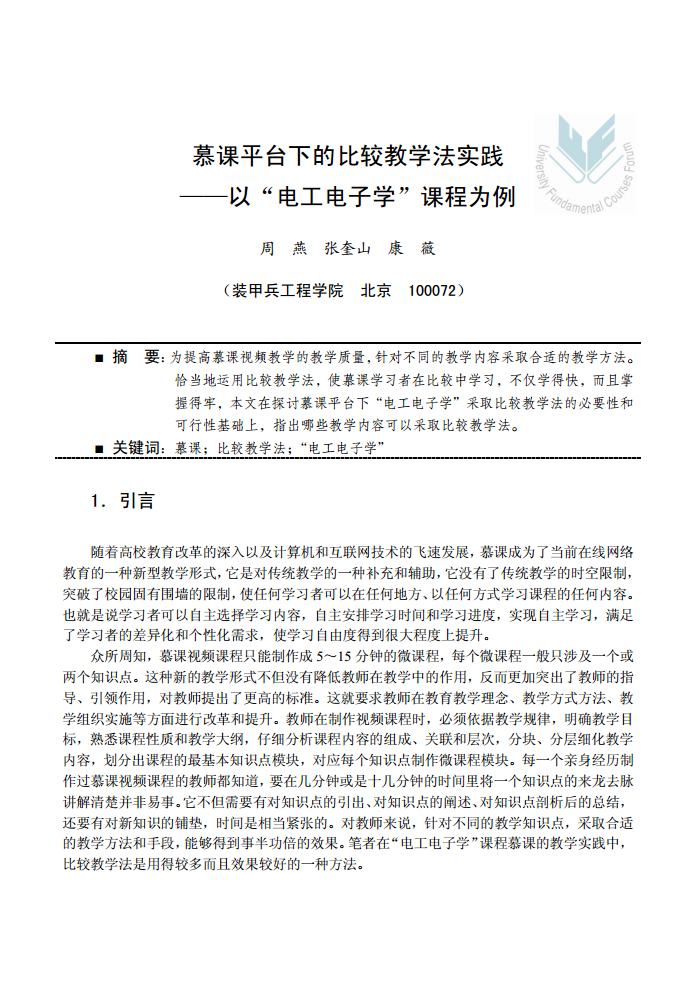 慕课平台下的比较教学法实践
——以“电工电子学”课程为例
University Fundamental Courses Forum
周 燕 张奎山 康 薇
（装甲兵工程学院 北京 100072）
■ 摘 要：为提高慕课视频教学的教学质量，针对不同的教学内容采取合适的教学方法。
恰当地运用比较教学法，使慕课学习者在比较中学习，不仅学得快，而且掌
握得牢，本文在探讨慕课平台下“电工电子学”采取比较教学法的必要性和
可行性基础上，指出哪些教学内容可以采取比较教学法。
■ 关键词：慕课；比较教学法；“电工电子学”
1．引言
随着高校教育改革的深入以及计算机和互联网技术的飞速发展，慕课成为了当前在线网络
教育的一种新型教学形式，它是对传统教学的一种补充和辅助，它没有了传统教学的时空限制，
突破了校园固有围墙的限制，使任何学习者可以在任何地方、以任何方式学习课程的任何内容。
也就是说学习者可以自主选择学习内容，自主安排学习时间和学习进度，实现自主学习，满足
了学习者的差异化和个性化需求，使学习自由度得到很大程度上提升。
众所周知，慕课视频课程只能制作成 5～15 分钟的微课程，每个微课程一般只涉及一个或
两个知识点。这种新的教学形式不但没有降低教师在教学中的作用，反而更加突出了教师的指
导、引领作用，对教师提出了更高的标准。这就要求教师在教育教学理念、教学方式方法、教
学组织实施等方面进行改革和提升。教师在制作视频课程时，必须依据教学规律，明确教学目
标，熟悉课程性质和教学大纲，仔细分析课程内容的组成、关联和层次，分块、分层细化教学
内容，划分出课程的最基本知识点模块，对应每个知识点制作微课程模块。每一个亲身经历制
作过慕课视频课程的教师都知道，要在几分钟或是十几分钟的时间里将一个知识点的来龙去脉
讲解清楚并非易事。它不但需要有对知识点的引出、对知识点的阐述、对知识点剖析后的总结，
还要有对新知识的铺垫，时间是相当紧张的。对教师来说，针对不同的教学知识点，采取合适
的教学方法和手段，能够得到事半功倍的效果。笔者在“电工电子学”课程慕课的教学实践中，
比较教学法是用得较多而且效果较好的一种方法。